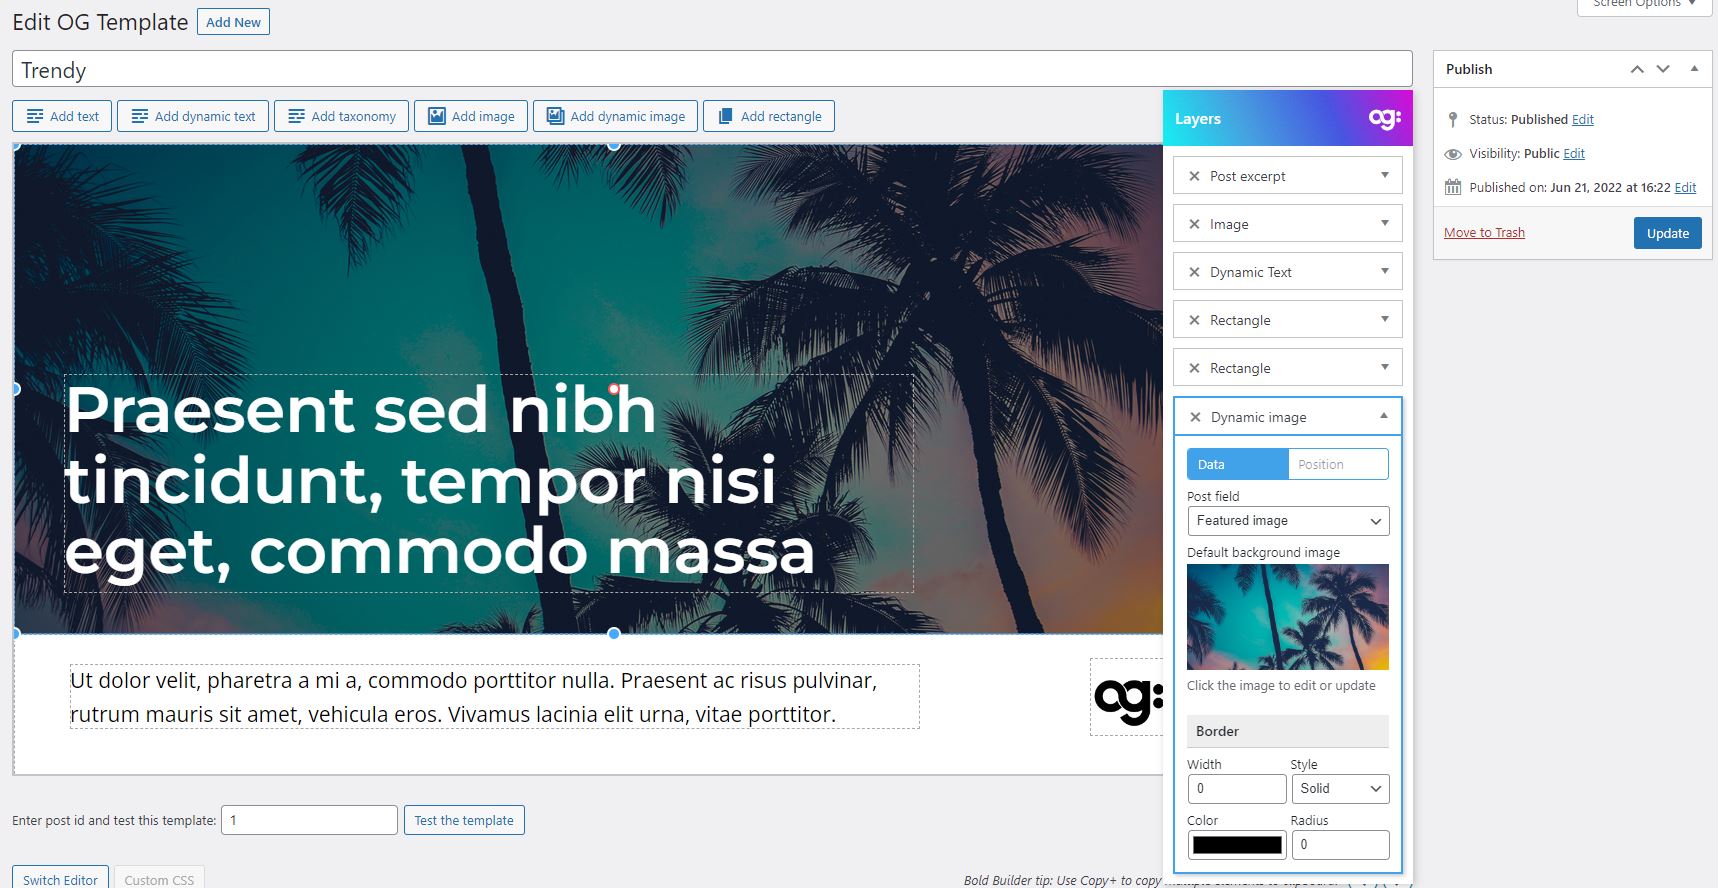 Edit OG Template
Add New
Screen Options
Trendy
Add text
Add dynamic text
Add taxonomy
Add image
Add dynamic image
Add rectangle
Praesent sed nibh
tincidunt, tempor nisi
eget, commodo massa
Ut dolor velit, pharetra a mi a, commodo porttitor nulla. Praesent ac risus pulvinar,
rutrum mauris sit amet, vehicula eros. Vivamus lacinia elit urna, vitae porttitor.
og:
Enter post id and test this template:
1
Test the template
Switch Editor
Custom CSS
Bold Builder tip: Use Copy+ to copy multiple elements to clipboard.
Layers
og:
Post excerpt
Image
Dynamic Text
Rectangle
Rectangle
Dynamic image
Data
Position
Post field
Featured image
Default background image
Click the image to edit or update
Border
Width
Style
0
Solid
Color
Radius
0
Publish
Status: Published Edit
Visibility: Public Edit
Published on: Jun 21, 2022 at 16:22 Edit
Move to Trash
Update